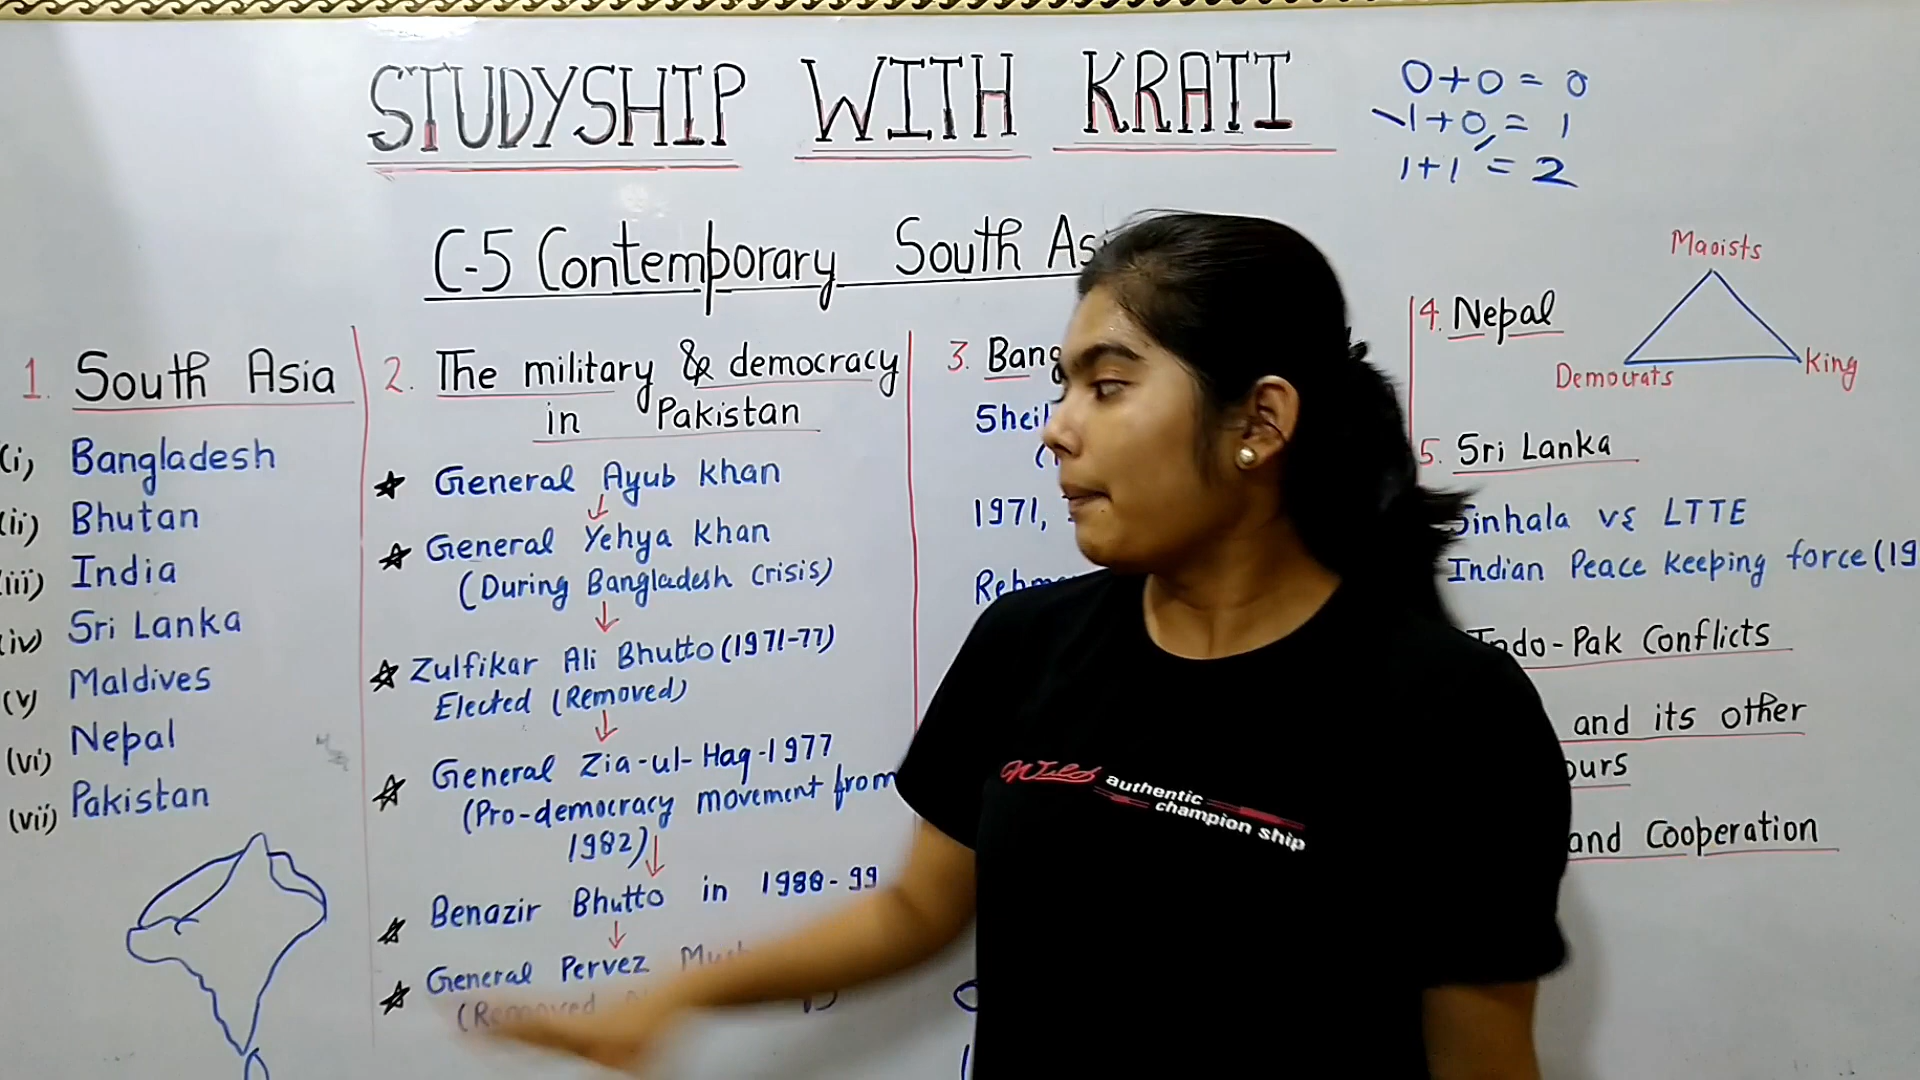 STUDYSHIP WITH KRATI
0+0 = 0
-1+0 = 1
1+1 = 2
C-5 Contemporary South
1. South Asia
(i) Bangladesh
(ii) Bhutan
(iii) India
(iv) Sri Lanka
(v) Maldives
(vi) Nepal
(vii) Pakistan
2. The military & democracy
in Pakistan
General Ayub Khan
General Yehya Khan
(During Bangladesh Crisis)
Zulfikar Ali Bhutto (1971-77)
Elected (Removed)
General Zia-ul-Haq-1977
(Pro-democracy movement from
1982)
Benazir Bhutto in 1988-99
General Pervez
(Removed
3.
1971,
4. Nepal
Maoists
Democrats
King
5. Sri Lanka
Sinhala vs LTTE
Indian Peace Keeping force (19
Indo-Pak Conflicts
and its other
and Cooperation
Wild authentic
champion ship